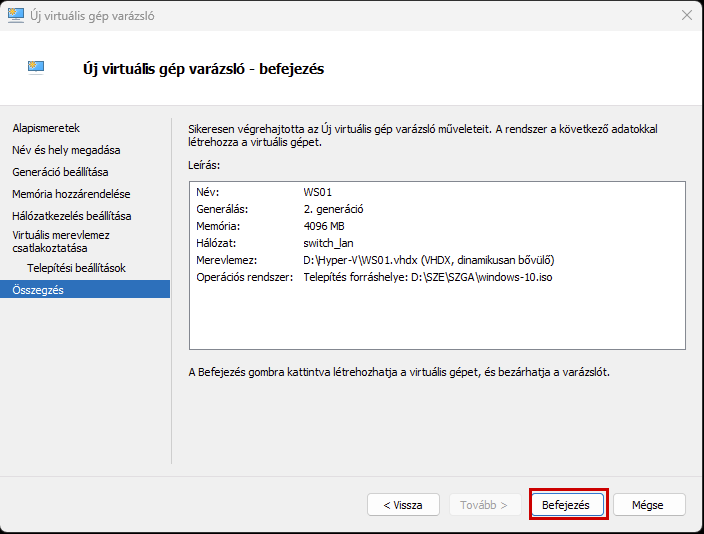 Új virtuális gép varázsló
Új virtuális gép varázsló - befejezés
Alapismeretek
Név és hely megadása
Generáció beállítása
Memória hozzárendelése
Hálózatkezelés beállítása
Virtuális merevlemez
csatlakoztatása
Telepítési beállítások
Összegzés
Sikeresen végrehajtotta az Új virtuális gép varázsló műveleteit. A rendszer a következő adatokkal
létrehozza a virtuális gépet.
Leírás:
Név: WS01
Generálás: 2. generáció
Memória: 4096 MB
Hálózat: switch_lan
Merevlemez: D:\Hyper-V\WS01.vhdx (VHDX, dinamikusan bővülő)
Operációs rendszer: Telepítés forráshelye: D:\SZE\SZGA\windows-10.iso
A Befejezés gombra kattintva létrehozhatja a virtuális gépet, és bezárhatja a varázslót.
< Vissza Tovább > Befejezés Mégse